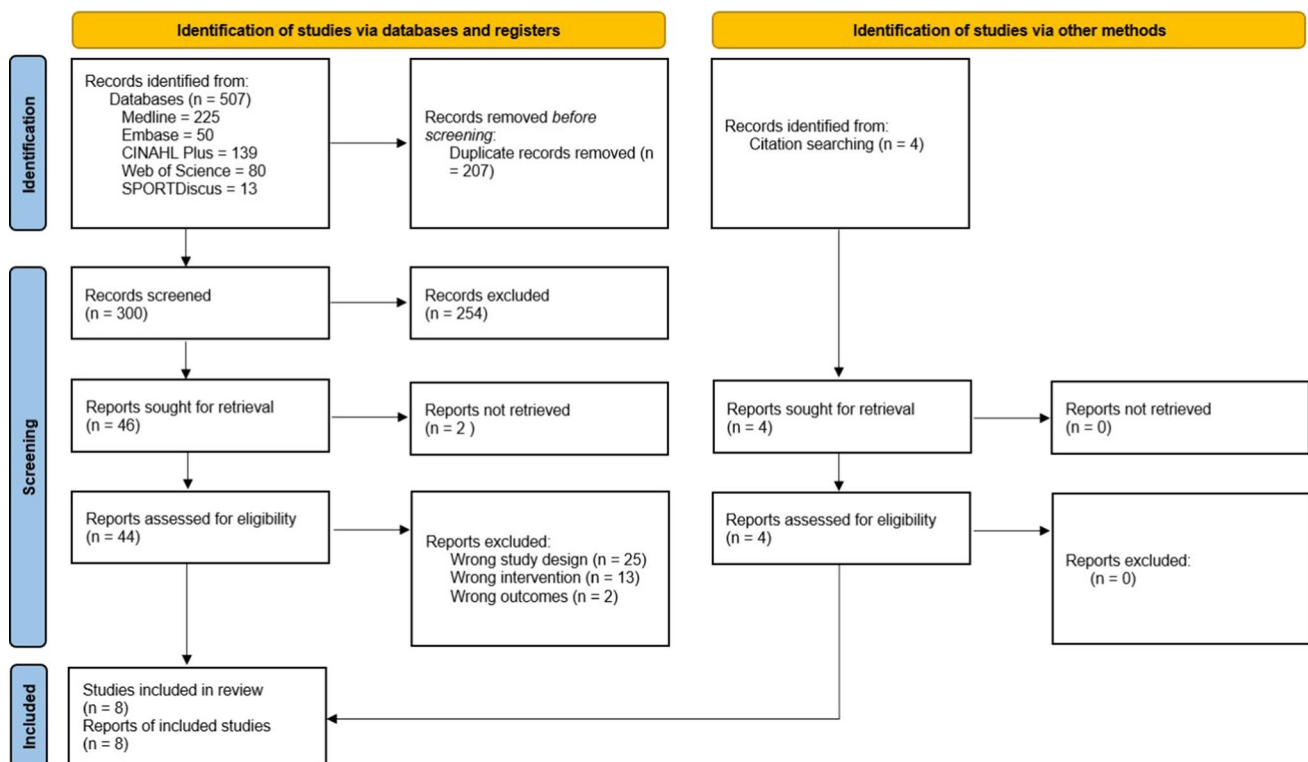 Identification of studies via databases and registers
Identification of studies via other methods
Identification
Records identified from:
Databases (n = 507)
Medline = 225
Embase = 50
CINAHL Plus = 139
Web of Science = 80
SPORTDiscus = 13
Records removed before
screening:
Duplicate records removed (n
= 207)
Records identified from:
Citation searching (n = 4)
Screening
Records screened
(n = 300)
Records excluded
(n = 254)
Reports sought for retrieval
(n = 46)
Reports not retrieved
(n = 2 )
Reports sought for retrieval
(n = 4)
Reports not retrieved
(n = 0)
Reports assessed for eligibility
(n = 44)
Reports excluded:
Wrong study design (n = 25)
Wrong intervention (n = 13)
Wrong outcomes (n = 2)
Reports assessed for eligibility
(n = 4)
Reports excluded:
(n = 0)
Included
Studies included in review
(n = 8)
Reports of included studies
(n = 8)